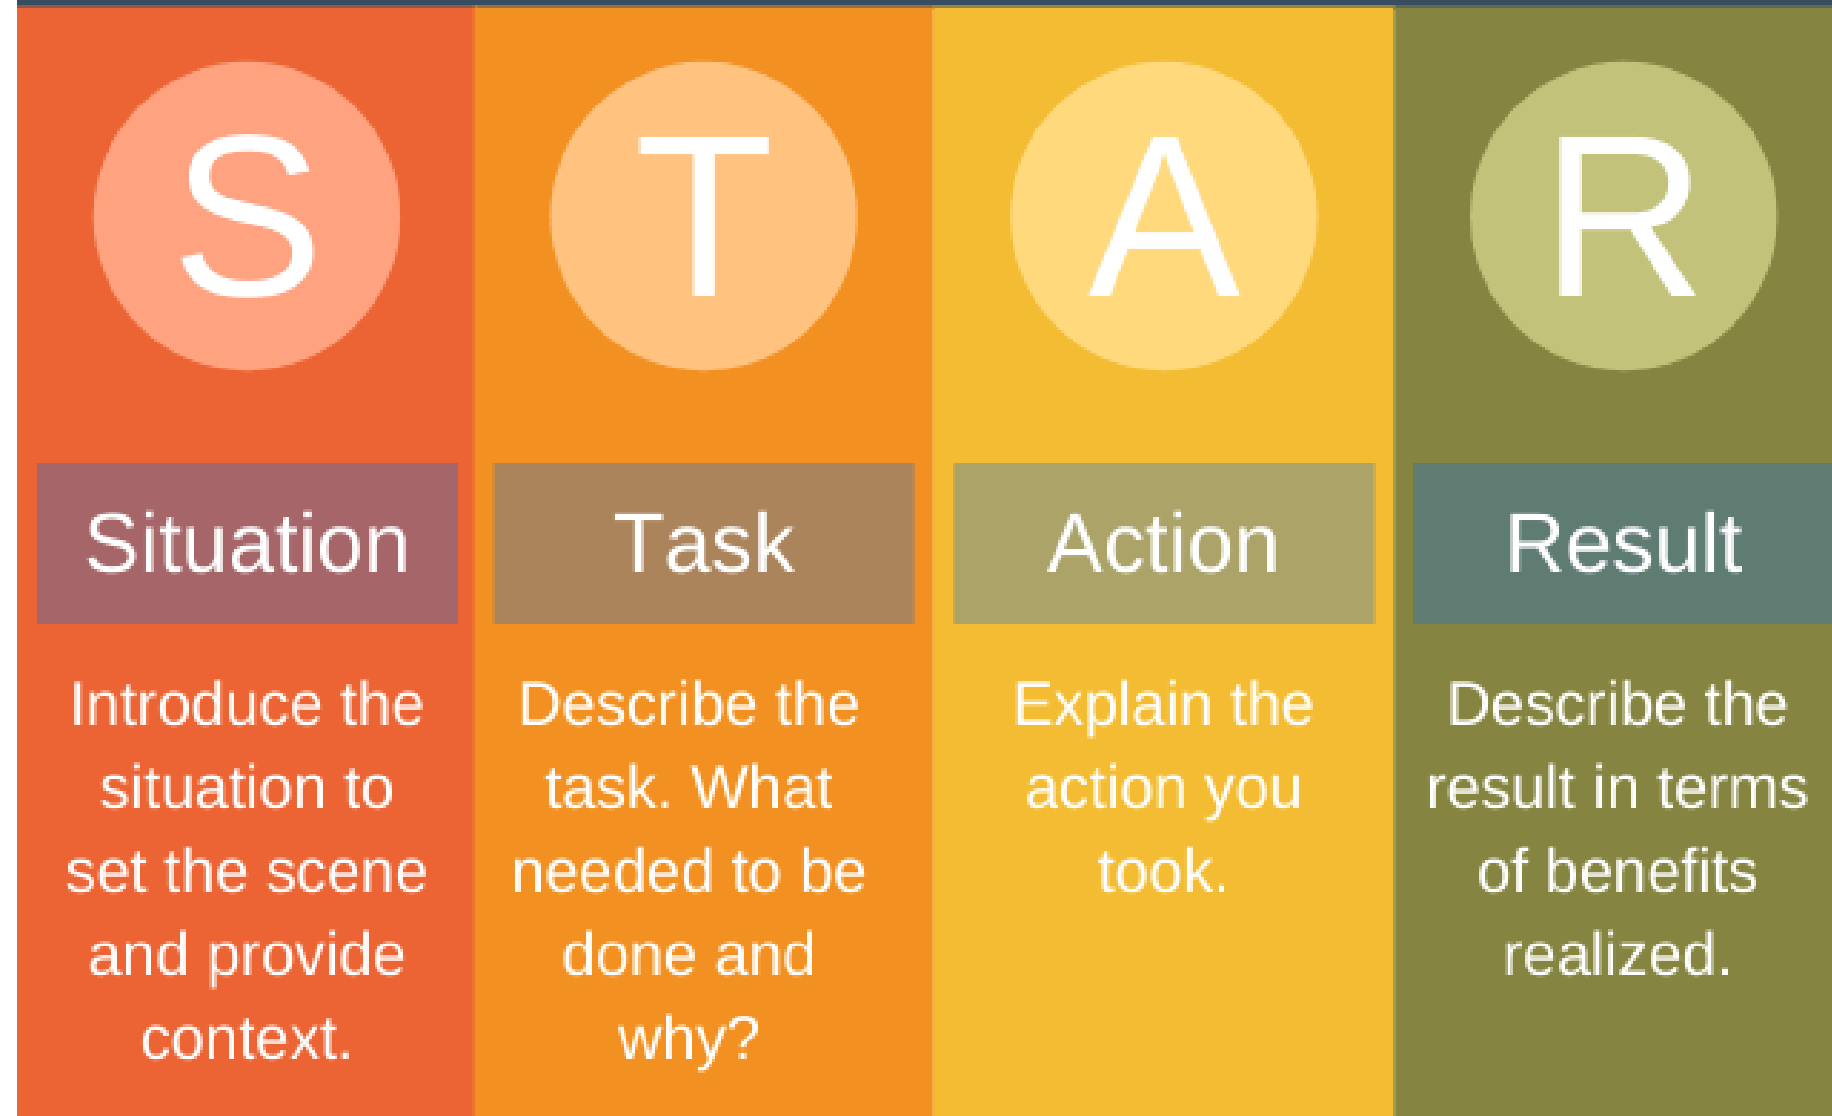 S
Situation
Introduce the
situation to
set the scene
and provide
context.
T
Task
Describe the
task. What
needed to be
done and
why?
A
Action
Explain the
action you
took.
R
Result
Describe the
result in terms
of benefits
realized.